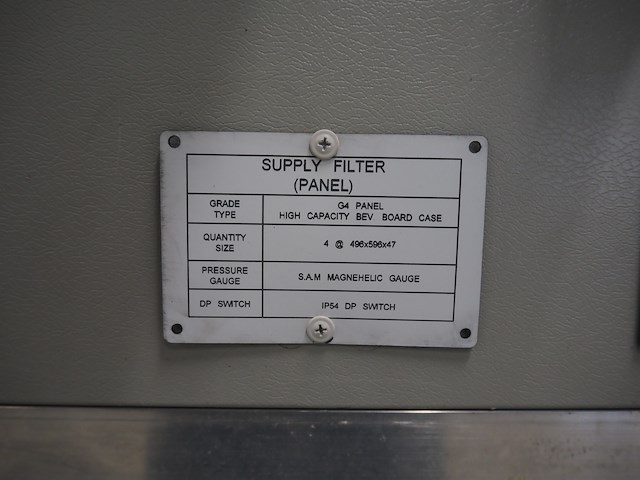 SUPPLY FILTER
(PANEL)
GRADE TYPE
G4 PANEL
HIGH CAPACITY BEV BOARD CASE
QUANTITY SIZE
4 @ 496x596x47
PRESSURE GAUGE
S.A.M MAGNEHELIC GAUGE
DP SWITCH
IP54 DP SWITCH